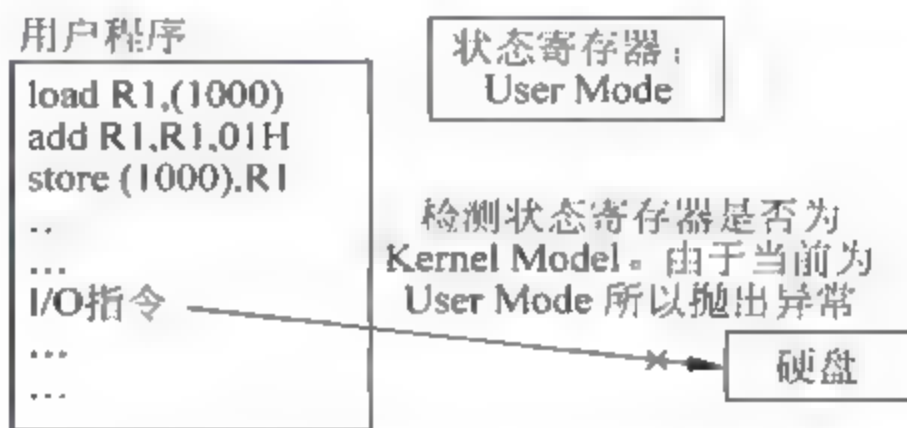 用户程序
状态寄存器：
User Mode
load R1,(1000)
add R1,R1,01H
store (1000),R1
..
...
I/O指令
...
...
检测状态寄存器是否为
Kernel Model。由于当前为
User Mode 所以抛出异常
硬盘